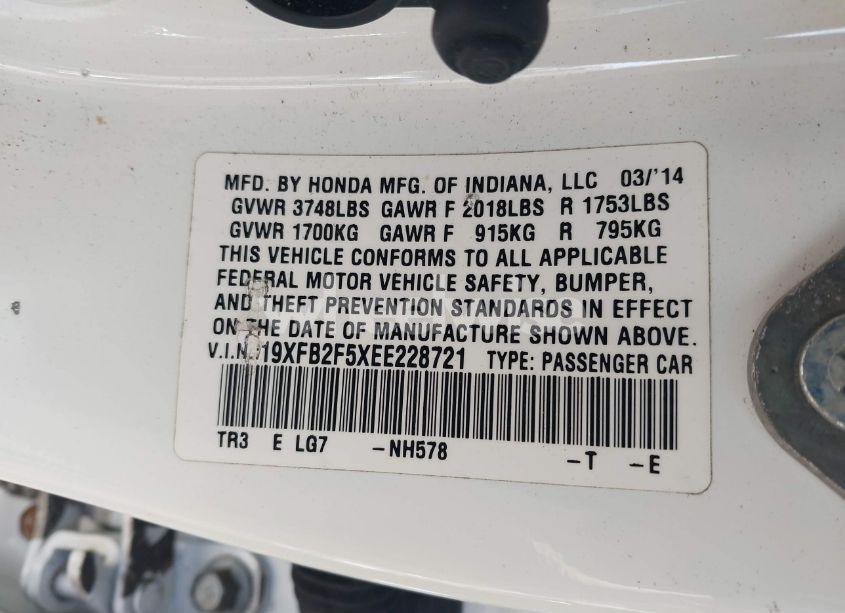 MFD. BY HONDA MFG. OF INDIANA, LLC 03/'14
GVWR 3748LBS GAWR F 2018LBS R 1753LBS
GVWR 1700KG GAWR F 915KG R 795KG
THIS VEHICLE CONFORMS TO ALL APPLICABLE
FEDERAL MOTOR VEHICLE SAFETY, BUMPER,
AND THEFT PREVENTION STANDARDS IN EFFECT
ON THE DATE OF MANUFACTURE SHOWN ABOVE.
V.I.N. 19XFB2F5XEE228721 TYPE: PASSENGER CAR
TR3 E LG7 -NH578 -T -E